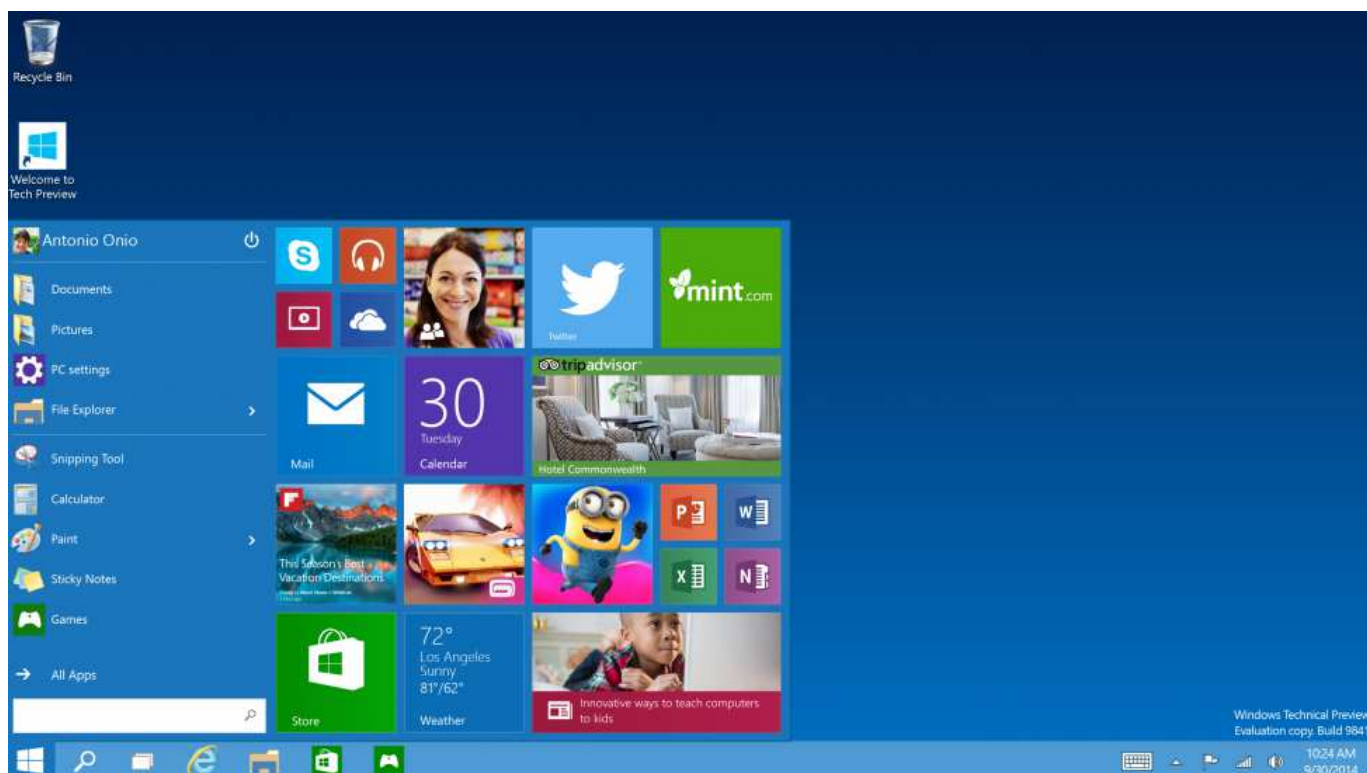 Recycle Bin
Welcome to
Tech Preview
Antonio Onio
Documents
Pictures
PC settings
File Explorer
Snipping Tool
Calculator
Paint
Sticky Notes
Games
All Apps
S
Twitter
mint.com
Mail
30
Tuesday
Calendar
tripadvisor
Hotel Commonwealth
This Season's Best
Vacation Destinations
P
W
X
N
Store
72°
Los Angeles
Sunny
81°/62°
Weather
Innovative ways to teach computers
to kids
Windows Technical Preview
Evaluation copy. Build 984
10:24 AM
9/30/2014